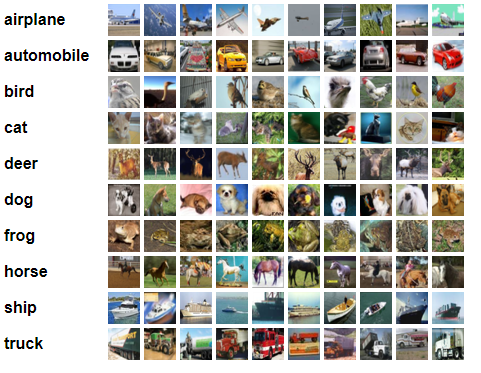 airplane
automobile
bird
cat
deer
dog
frog
horse
ship
truck